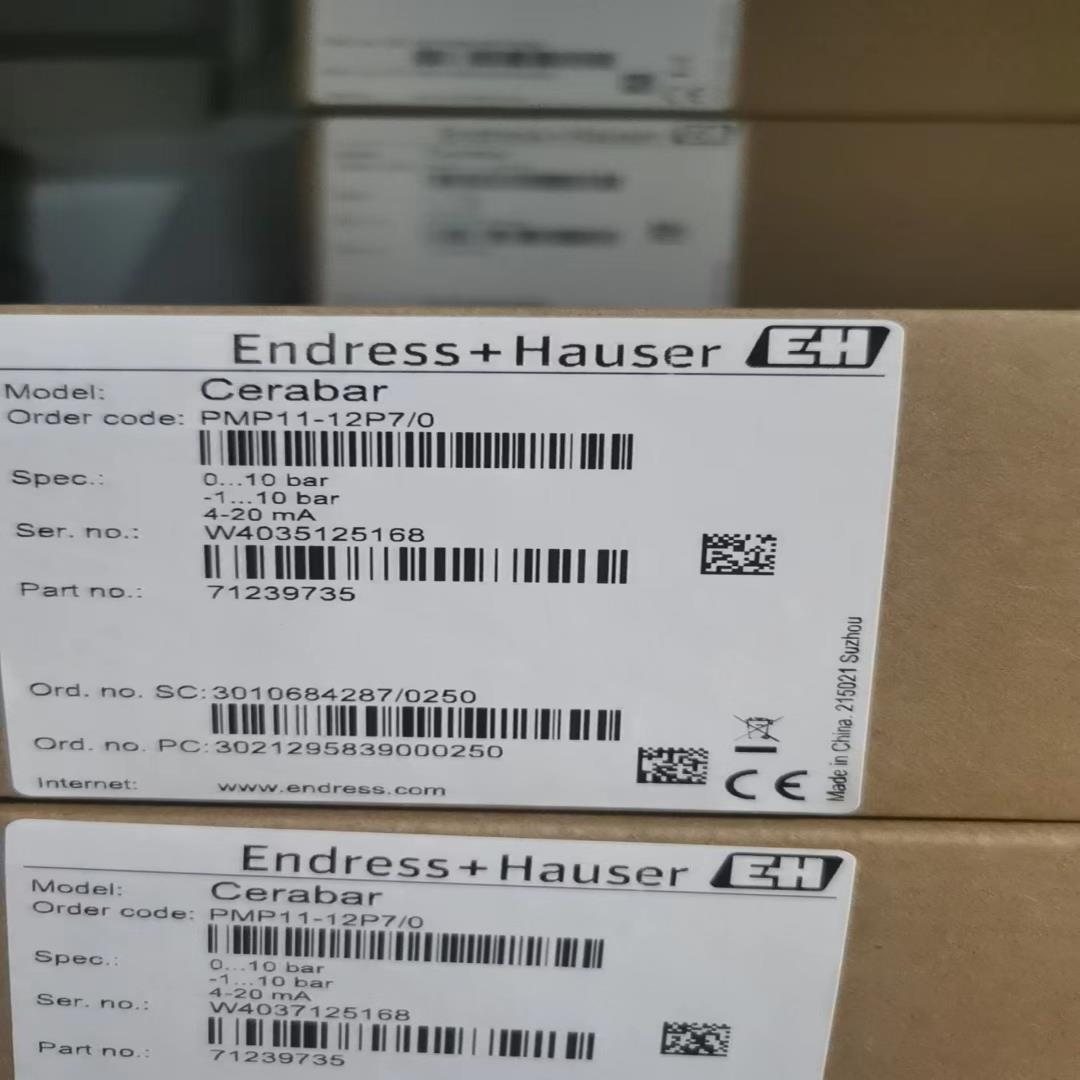 Endress+Hauser EH
Model: Cerabar
Order code: PMP11-12P7/0
Spec.: 0...10 bar
-1...10 bar
4-20 mA
Ser. no.: W4035125168
Part no.: 71239735
Ord. no. SC: 3010684287/0250
Ord. no. PC: 3021295839000250
Internet: www.endress.com
CE
Made in China. 215021 Suzhou
Endress+Hauser EH
Model: Cerabar
Order code: PMP11-12P7/0
Spec.: 0...10 bar
-1...10 bar
4-20 mA
Ser. no.: W4037125168
Part no.: 71239735